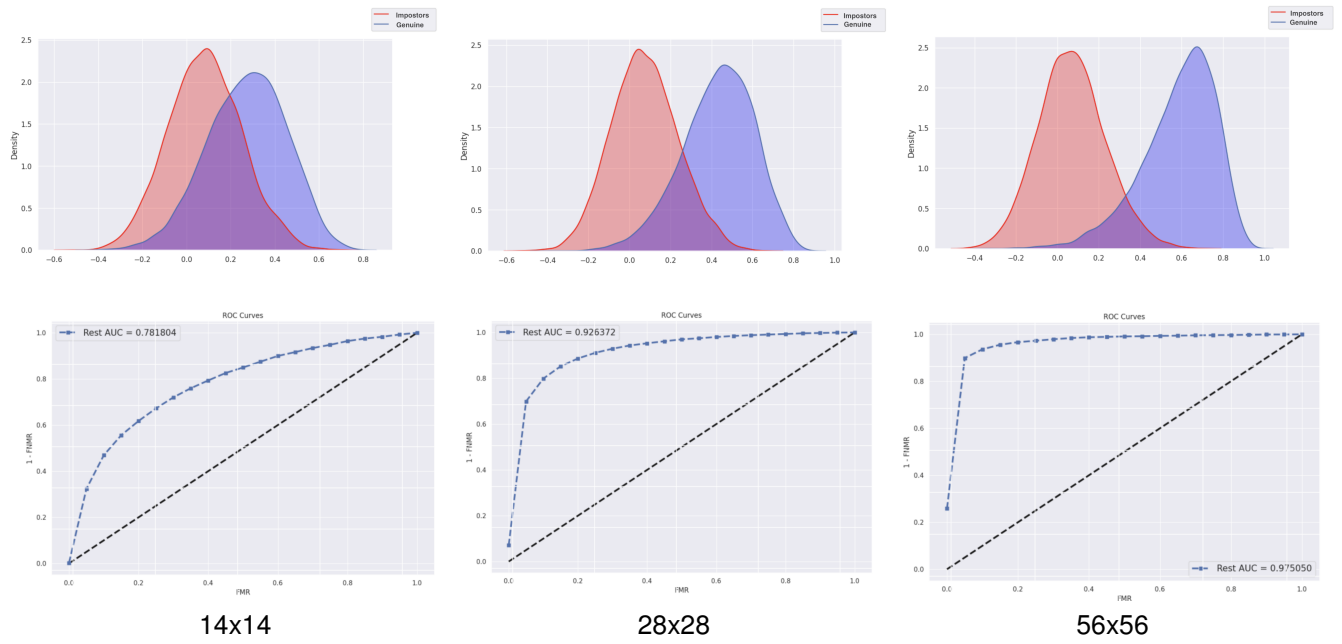 Impostors
Genuine
Impostors
Genuine
Impostors
Genuine
2.5
2.0
1.5
1.0
0.5
0.0
Density
−0.6 −0.4 −0.2 0.0 0.2 0.4 0.6 0.8
2.5
2.0
1.5
1.0
0.5
0.0
Density
−0.6 −0.4 −0.2 0.0 0.2 0.4 0.6 0.8 1.0
2.5
2.0
1.5
1.0
0.5
0.0
Density
−0.4 −0.2 0.0 0.2 0.4 0.6 0.8 1.0
ROC Curves
Rest AUC = 0.781804
1.0
0.8
0.6
0.4
0.2
0.0
1 - FNMR
0.0 0.2 0.4 0.6 0.8 1.0
FMR
ROC Curves
Rest AUC = 0.926372
1.0
0.8
0.6
0.4
0.2
0.0
1 - FNMR
0.0 0.2 0.4 0.6 0.8 1.0
FMR
ROC Curves
1.0
0.8
0.6
0.4
0.2
0.0
1 - FNMR
Rest AUC = 0.975050
0.0 0.2 0.4 0.6 0.8 1.0
FMR
14x14
28x28
56x56